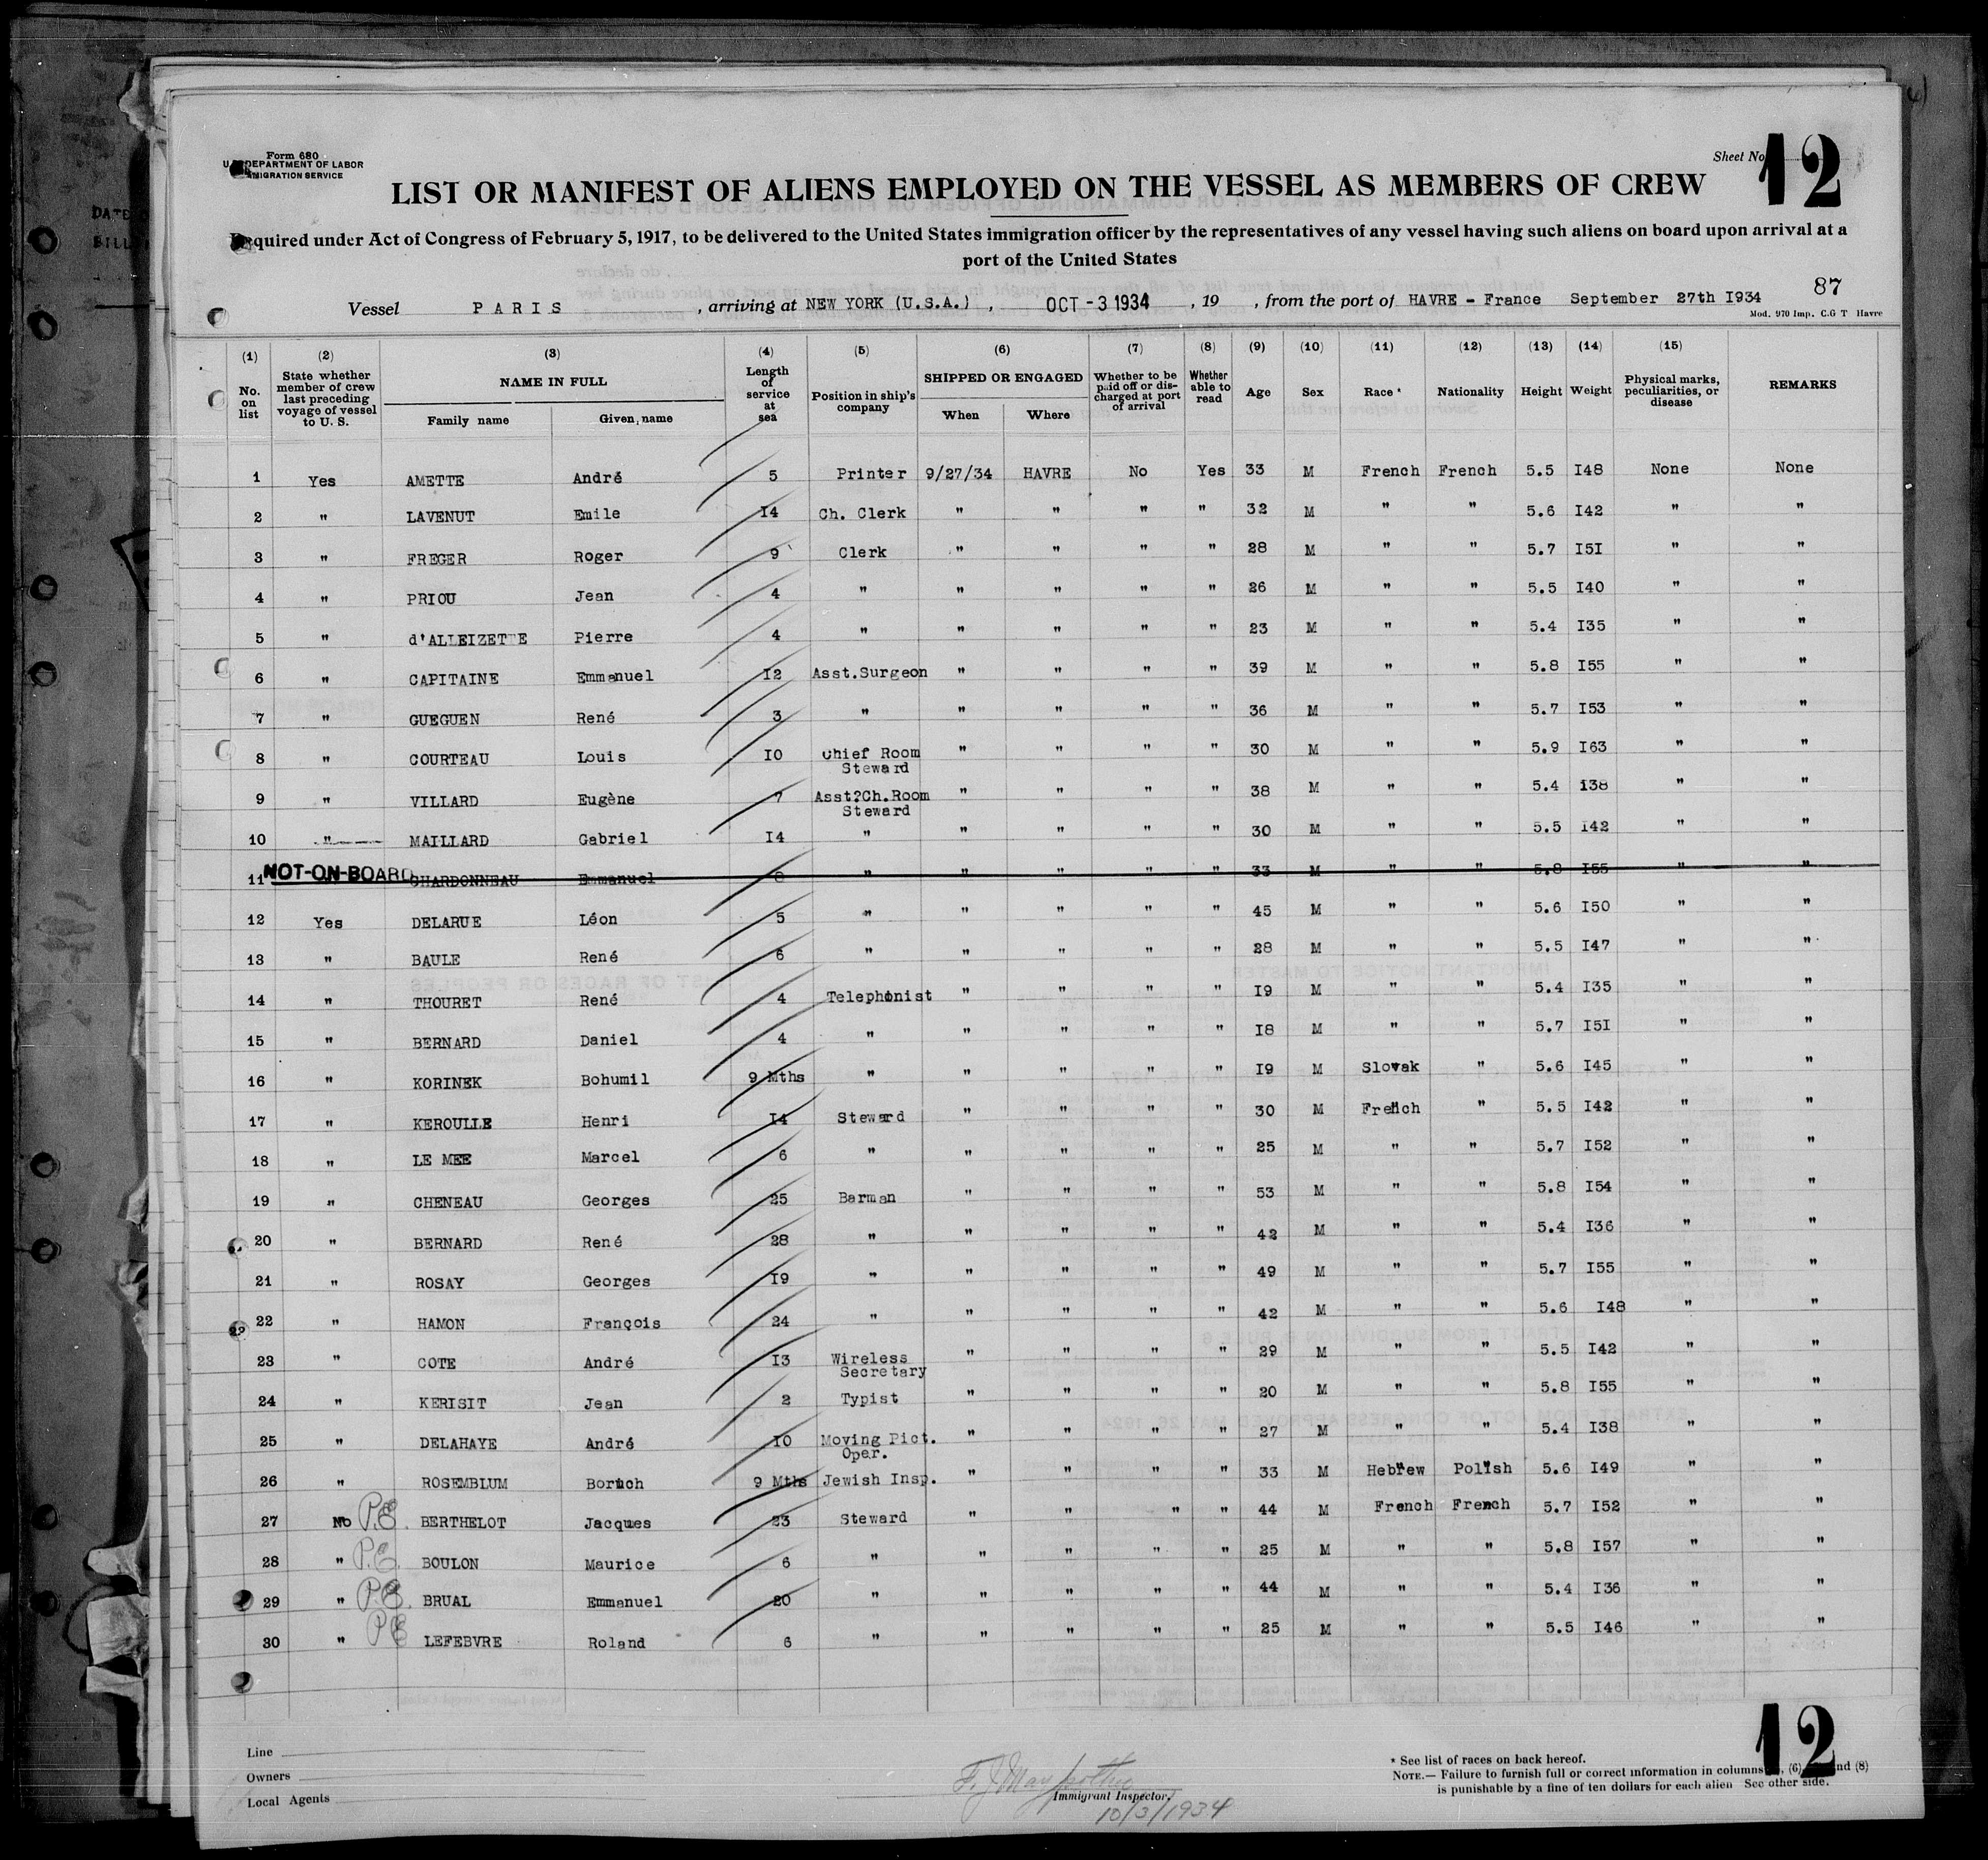 Form 680
U. S. DEPARTMENT OF LABOR
IMMIGRATION SERVICE
Sheet No. 12
LIST OR MANIFEST OF ALIENS EMPLOYED ON THE VESSEL AS MEMBERS OF CREW
Required under Act of Congress of February 5, 1917, to be delivered to the United States immigration officer by the representatives of any vessel having such aliens on board upon arrival at a
port of the United States
87
Vessel PARIS , arriving at NEW YORK (U.S.A.) , OCT - 3 1934 , 19 , from the port of HAVRE - France September 27th I934
Mod. 970 Imp. C.G T Havre
(1) (2) (3) (4) (5) (6) (7) (8) (9) (10) (11) (12) (13) (14) (15)
No. on list State whether member of crew last preceding voyage of vessel to U. S. NAME IN FULL Family name Given name Length of service at sea Position in ship's company SHIPPED OR ENGAGED When Where Whether to be paid off or discharged at port of arrival Whether able to read Age Sex Race * Nationality Height Weight Physical marks, peculiarities, or disease REMARKS
1 Yes AMETTE André 5 Printer 9/27/34 HAVRE No Yes 33 M French French 5.5 I48 None None
2 " LAVENUT Emile I4 Ch. Clerk " " " " 32 M " " 5.6 I42 " "
3 " FREGER Roger 9 Clerk " " " " 28 M " " 5.7 I5I " "
4 " PRIOU Jean 4 " " " " " 26 M " " 5.5 I40 " "
5 " d'ALLEIZETTE Pierre 4 " " " " " 23 M " " 5.4 I35 " "
6 " CAPITAINE Emmanuel I2 Asst.Surgeon " " " " 39 M " " 5.8 I55 " "
7 " GUEGUEN René 3 " " " " " 36 M " " 5.7 I53 " "
8 " COURTEAU Louis I0 Chief Room Steward " " " " 30 M " " 5.9 I63 " "
9 " VILLARD Eugène 7 Asst?Ch.Room Steward " " " " 38 M " " 5.4 I38 " "
10 " MAILLARD Gabriel I4 " " " " " 30 M " " 5.5 I42 " "
11 NOT-ON-BOARD CHARDONNEAU Emmanuel 8 " " " " " 33 M " " 5.8 I55 " "
12 Yes DELARUE Léon 5 " " " " " 45 M " " 5.6 I50 " "
13 " BAULE René 6 " " " " " 28 M " " 5.5 I47 " "
14 " THOURET René 4 Telephonist " " " " I9 M " " 5.4 I35 " "
15 " BERNARD Daniel 4 " " " " " I8 M " " 5.7 I5I " "
16 " KORINEK Bohumil 9 Mths " " " " " I9 M Slovak " 5.6 I45 " "
17 " KEROULLE Henri I4 Steward " " " " 30 M French " 5.5 I42 " "
18 " LE MEE Marcel 6 " " " " " 25 M " " 5.7 I52 " "
19 " CHENEAU Georges 25 Barman " " " " 53 M " " 5.8 I54 " "
20 " BERNARD René 28 " " " " " 42 M " " 5.4 I36 " "
21 " ROSAY Georges I9 " " " " " 49 M " " 5.7 I55 " "
22 " HAMON François 24 " " " " " 42 M " " 5.6 I48 " "
23 " COTE André I3 Wireless Secretary " " " " 29 M " " 5.5 I42 " "
24 " KERISIT Jean 2 Typist " " " " 20 M " " 5.8 I55 " "
25 " DELAHAYE André I0 Moving Pict. Oper. " " " " 27 M " " 5.4 I38 " "
26 " ROSEMBLUM Boruch 9 Mths Jewish Insp. " " " " 33 M Hebrew Polish 5.6 I49 " "
27 No P.E. BERTHELOT Jacques 23 Steward " " " " 44 M French French 5.7 I52 " "
28 " P.E. BOULON Maurice 6 " " " " " 25 M " " 5.8 I57 " "
29 " P.E. BRUAL Emmanuel 20 " " " " " 44 M " " 5.4 I36 " "
30 " P E LEFEBVRE Roland 6 " " " " " 25 M " " 5.5 I46 " "
Line
Owners
Local Agents
Immigrant Inspector.
10/3/1934
* See list of races on back hereof.
NOTE.— Failure to furnish full or correct information in columns (6) and (8)
is punishable by a fine of ten dollars for each alien See other side.
12